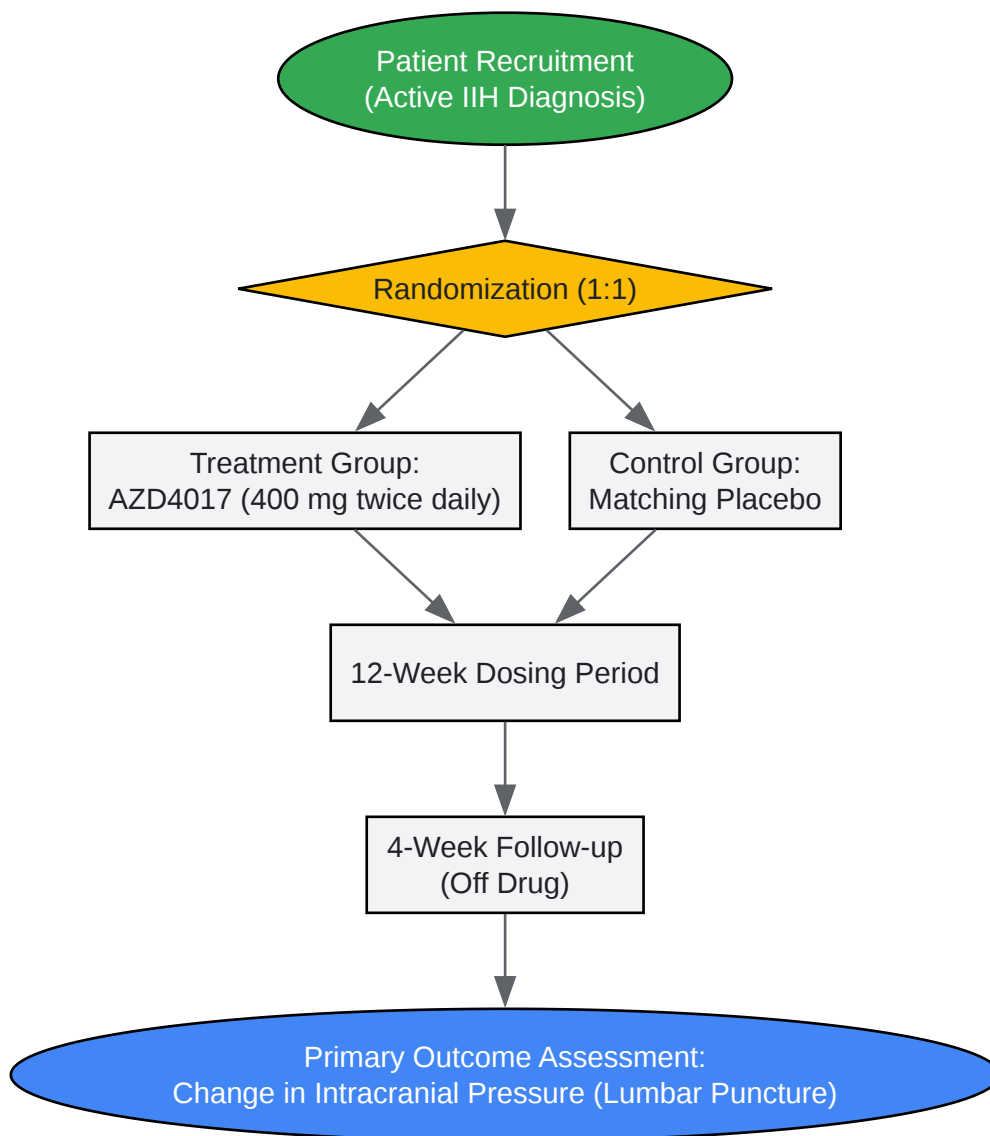 Patient Recruitment
(Active IIH Diagnosis)
Randomization (1:1)
Treatment Group:
AZD4017 (400 mg twice daily)
Control Group:
Matching Placebo
12-Week Dosing Period
4-Week Follow-up
(Off Drug)
Primary Outcome Assessment:
Change in Intracranial Pressure (Lumbar Puncture)